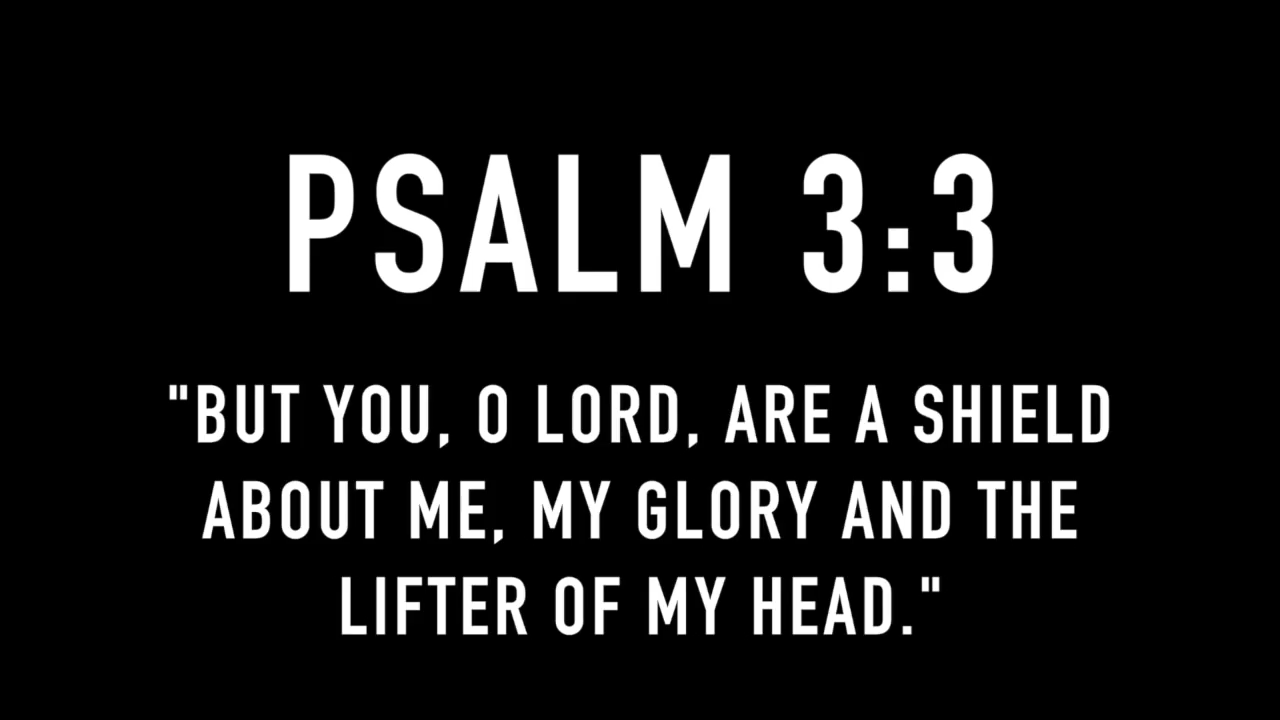 PSALM 3:3
"BUT YOU, O LORD, ARE A SHIELD
ABOUT ME, MY GLORY AND THE
LIFTER OF MY HEAD."